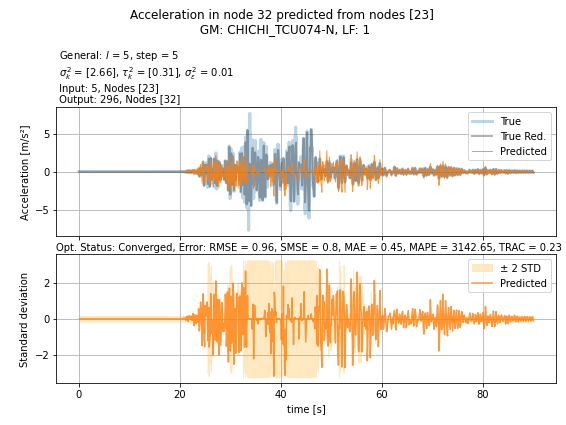 Acceleration in node 32 predicted from nodes [23]
GM: CHICHI_TCU074-N, LF: 1
General: l = 5, step = 5
σ²ₖ = [2.66], τ²ₖ = [0.31], σ²ε = 0.01
Input: 5, Nodes [23]
Output: 296, Nodes [32]
Acceleration [m/s²]
5
0
−5
True
True Red.
Predicted
Opt. Status: Converged, Error: RMSE = 0.96, SMSE = 0.8, MAE = 0.45, MAPE = 3142.65, TRAC = 0.23
Standard deviation
2
0
−2
± 2 STD
Predicted
0 20 40 60 80
time [s]